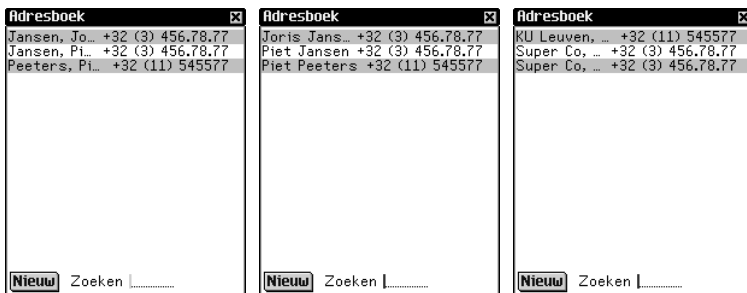 Adresboek
Jansen, Jo… +32 (3) 456.78.77
Jansen, Pi… +32 (3) 456.78.77
Peeters, Pi… +32 (11) 545577
Nieuw Zoeken
Adresboek
Joris Jans… +32 (3) 456.78.77
Piet Jansen +32 (3) 456.78.77
Piet Peeters +32 (11) 545577
Nieuw Zoeken
Adresboek
KU Leuven, … +32 (11) 545577
Super Co, … +32 (3) 456.78.77
Super Co, … +32 (3) 456.78.77
Nieuw Zoeken